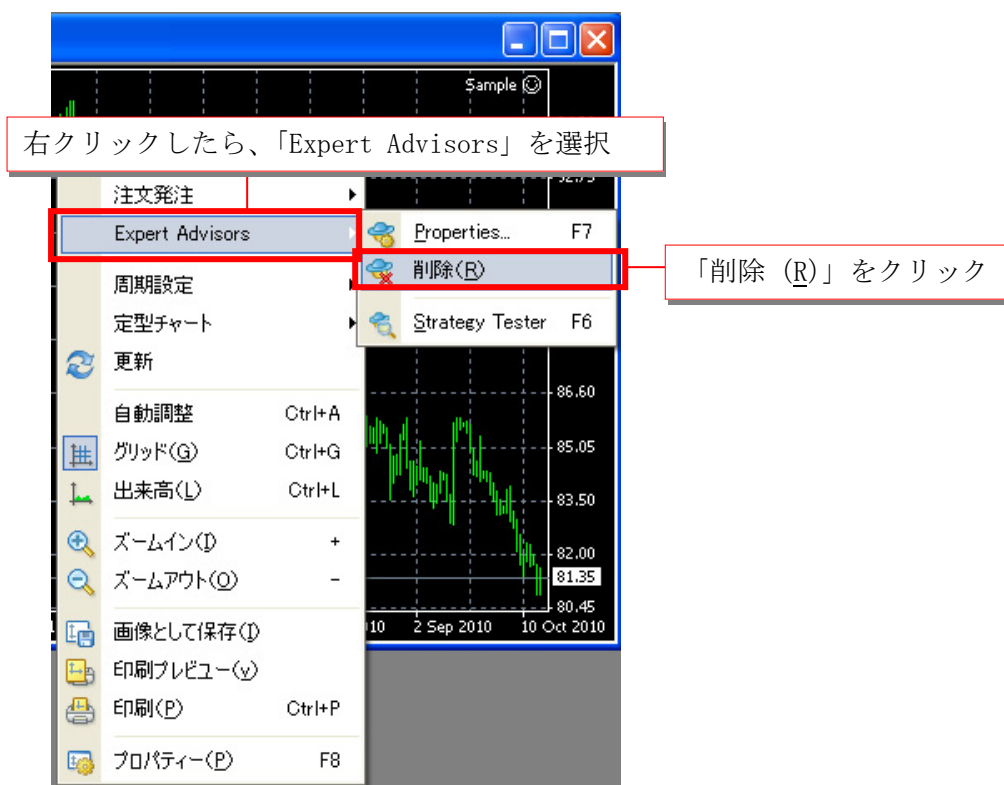 Sample
右クリックしたら、「Expert Advisors」を選択
注文発注
Expert Advisors
Properties... F7
削除(R)
「削除 (R)」をクリック
Strategy Tester F6
周期設定
定型チャート
更新
自動調整 Ctrl+A
グリッド(G) Ctrl+G
出来高(L) Ctrl+L
ズームイン(I) +
ズームアウト(O) -
画像として保存(I)
印刷プレビュー(v)
印刷(P) Ctrl+P
プロパティー(P) F8
86.60
85.05
83.50
82.00
81.35
80.45
2 Sep 2010 10 Oct 2010